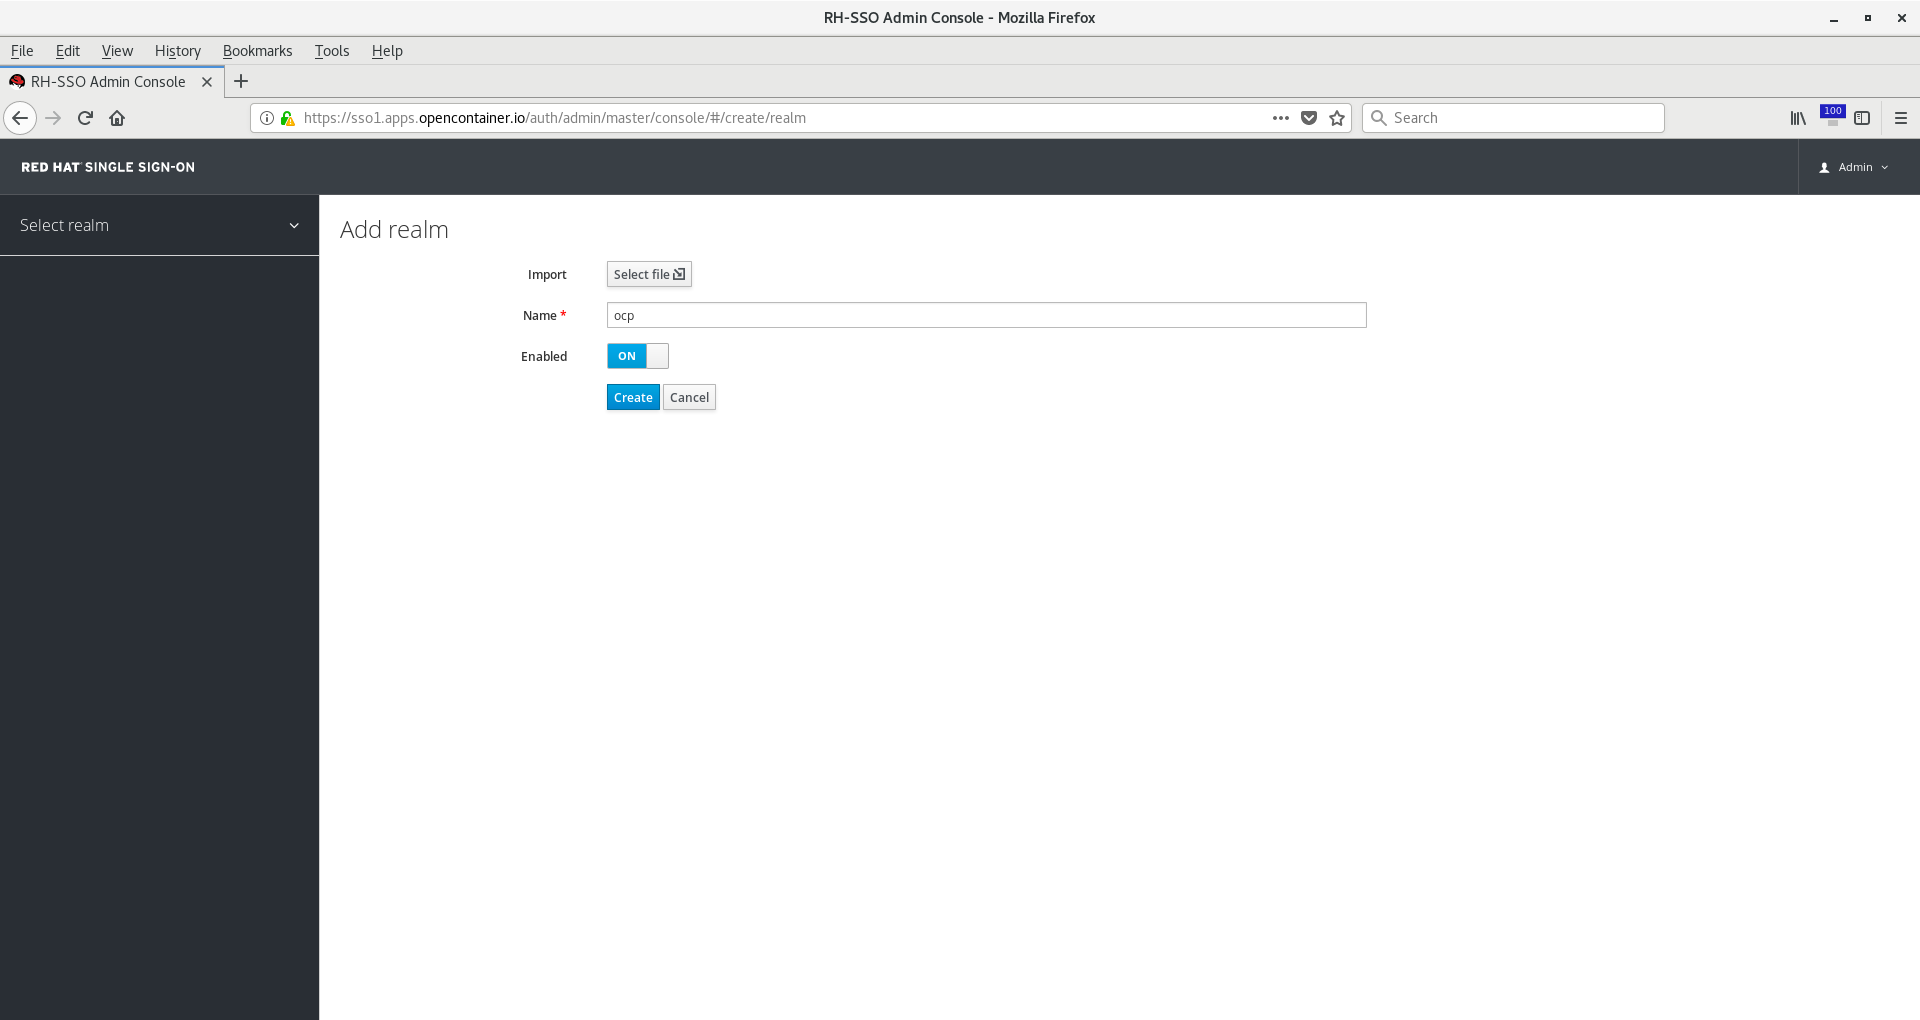 RH-SSO Admin Console - Mozilla Firefox
File Edit View History Bookmarks Tools Help
RH-SSO Admin Console
https://sso1.apps.opencontainer.io/auth/admin/master/console/#/create/realm
Search
100
RED HAT SINGLE SIGN-ON
Admin
Select realm
Add realm
Import Select file
Name * ocp
Enabled ON
Create Cancel